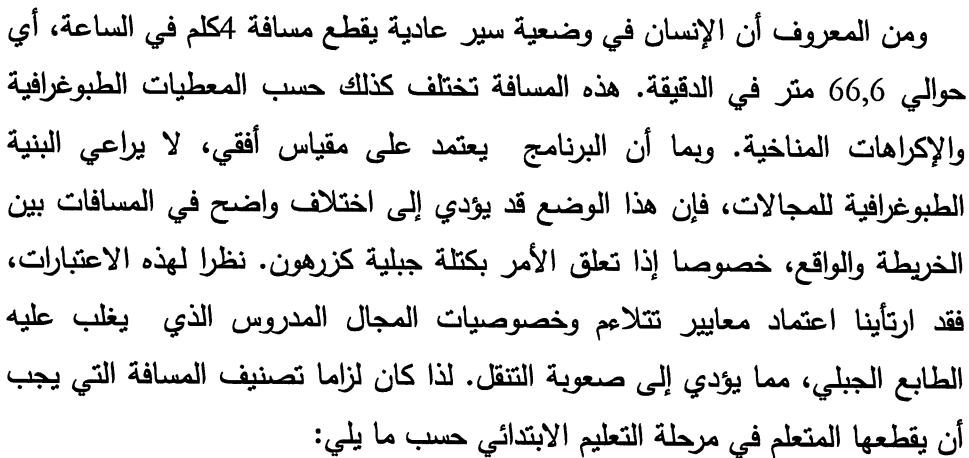 ومن المعروف أن الإنسان في وضعية سير عادية يقطع مسافة 4كلم في الساعة، أي
حوالي 66,6 متر في الدقيقة. هذه المسافة تختلف كذلك حسب المعطيات الطبوغرافية
والإكراهات المناخية. وبما أن البرنامج يعتمد على مقياس أفقي، لا يراعي البنية
الطبوغرافية للمجالات، فإن هذا الوضع قد يؤدي إلى اختلاف واضح في المسافات بين
الخريطة والواقع، خصوصا إذا تعلق الأمر بكتلة جبلية كزرهون. نظرا لهذه الاعتبارات،
فقد ارتأينا اعتماد معايير تتلاءم وخصوصيات المجال المدروس الذي يغلب عليه
الطابع الجبلي، مما يؤدي إلى صعوبة التنقل. لذا كان لزاما تصنيف المسافة التي يجب
أن يقطعها المتعلم في مرحلة التعليم الابتدائي حسب ما يلي: